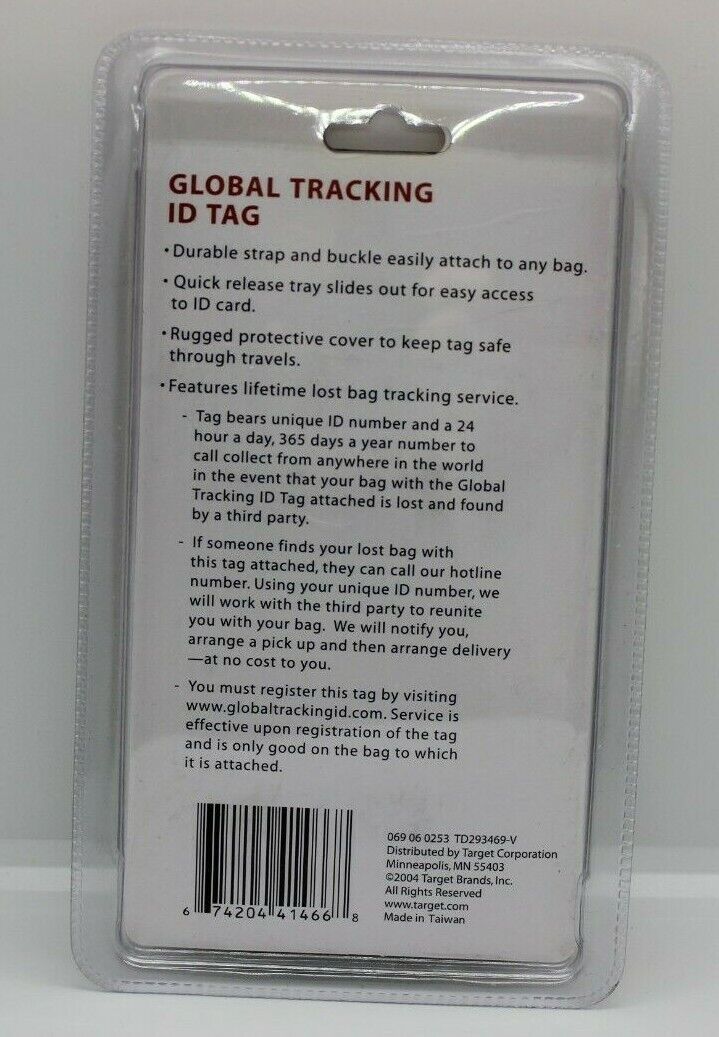 GLOBAL TRACKING
ID TAG
• Durable strap and buckle easily attach to any bag.
• Quick release tray slides out for easy access
to ID card.
• Rugged protective cover to keep tag safe
through travels.
• Features lifetime lost bag tracking service.
- Tag bears unique ID number and a 24
hour a day, 365 days a year number to
call collect from anywhere in the world
in the event that your bag with the Global
Tracking ID Tag attached is lost and found
by a third party.
- If someone finds your lost bag with
this tag attached, they can call our hotline
number. Using your unique ID number, we
will work with the third party to reunite
you with your bag. We will notify you,
arrange a pick up and then arrange delivery
—at no cost to you.
- You must register this tag by visiting
www.globaltrackingid.com. Service is
effective upon registration of the tag
and is only good on the bag to which
it is attached.
6 74204 41466 8
069 06 0253 TD293469-V
Distributed by Target Corporation
Minneapolis, MN 55403
©2004 Target Brands, Inc.
All Rights Reserved
www.target.com
Made in Taiwan